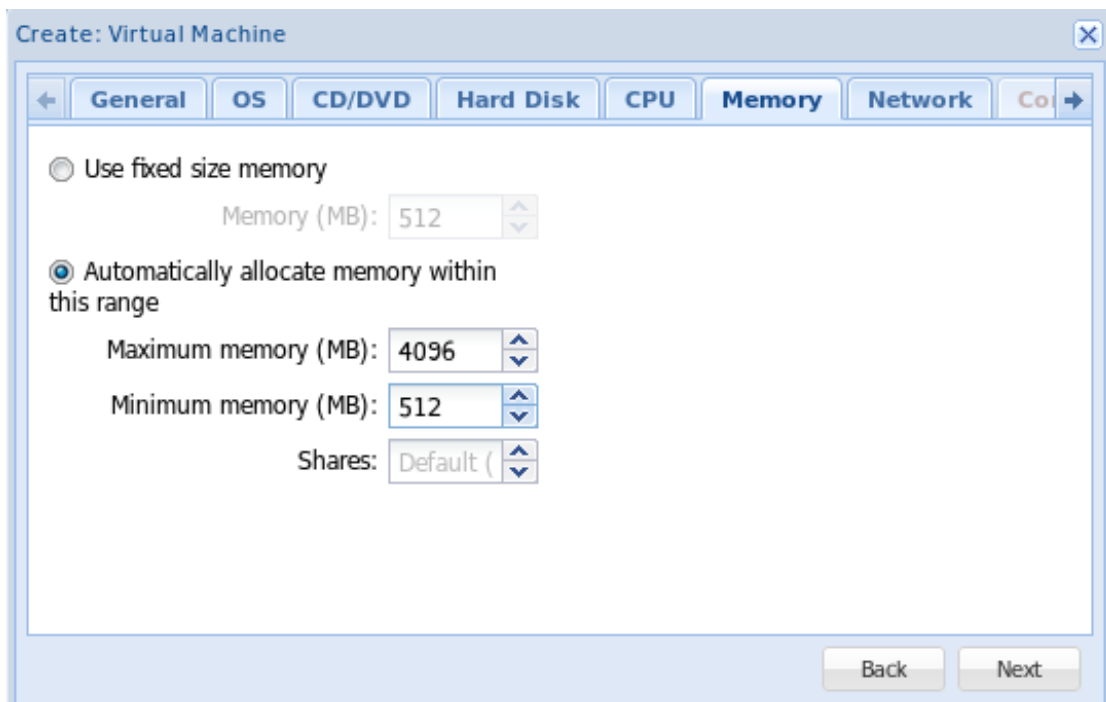 Create: Virtual Machine
General OS CD/DVD Hard Disk CPU Memory Network
Use fixed size memory
Memory (MB): 512
Automatically allocate memory within
this range
Maximum memory (MB): 4096
Minimum memory (MB): 512
Shares: Default (
Back Next